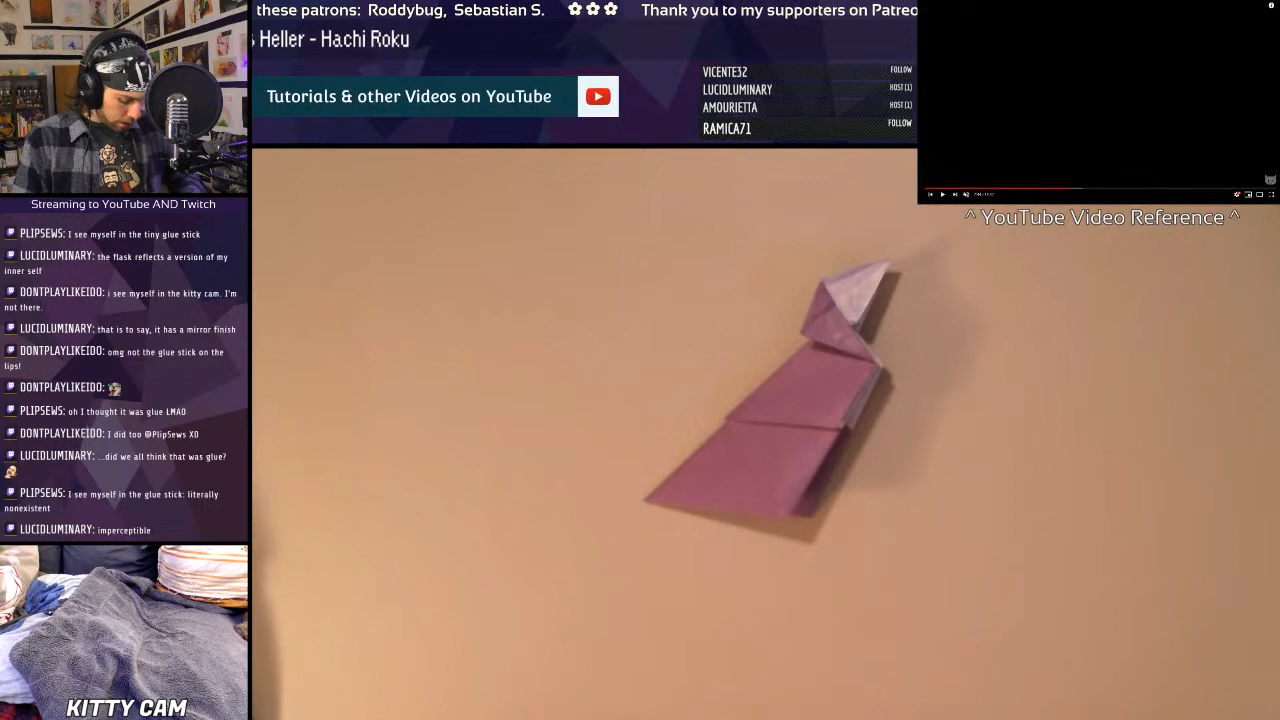 these patrons: Roddybug, Sebastian S. ✿ ✿ ✿ Thank you to my supporters on Patreo
Heller - Hachi Roku
Tutorials & other Videos on YouTube
VICENTE32 FOLLOW
LUCIDLUMINARY HOST (1)
AMOURIETTA HOST (1)
RAMICA71 FOLLOW
^ YouTube Video Reference ^
Streaming to YouTube AND Twitch
PLIPSEWS: I see myself in the tiny glue stick
LUCIDLUMINARY: the flask reflects a version of my
inner self
DONTPLAYLIKEIDO: i see myself in the kitty cam. I'm
not there.
LUCIDLUMINARY: that is to say, it has a mirror finish
DONTPLAYLIKEIDO: omg not the glue stick on the
lips!
DONTPLAYLIKEIDO:
PLIPSEWS: oh I thought it was glue LMAO
DONTPLAYLIKEIDO: I did too @PlipSews XD
LUCIDLUMINARY: ...did we all think that was glue?
PLIPSEWS: I see myself in the glue stick: literally
nonexistent
LUCIDLUMINARY: imperceptible
KITTY CAM